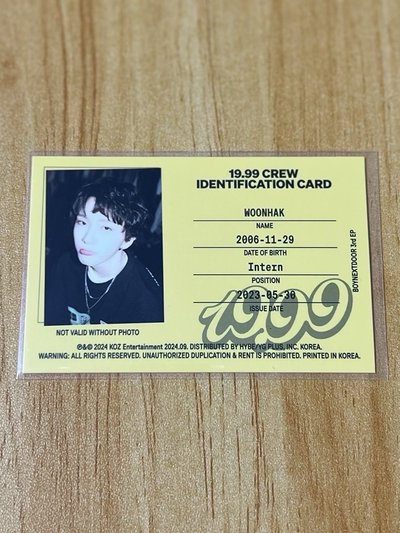 19.99 CREW
IDENTIFICATION CARD
WOONHAK
NAME
2006-11-29
DATE OF BIRTH
Intern
POSITION
2023-05-30
ISSUE DATE
19.99
BOYNEXTDOOR 3rd EP
NOT VALID WITHOUT PHOTO
℗&© 2024 KOZ Entertainment 2024.09. DISTRIBUTED BY HYBE/YG PLUS, INC. KOREA.
WARNING: ALL RIGHTS RESERVED. UNAUTHORIZED DUPLICATION & RENT IS PROHIBITED. PRINTED IN KOREA.